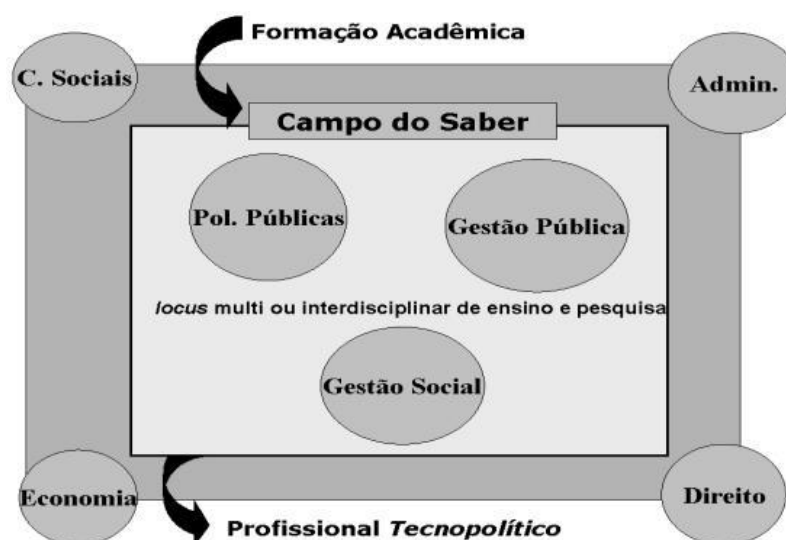 Formação Acadêmica
C. Sociais
Admin.
Campo do Saber
Pol. Públicas
Gestão Pública
locus multi ou interdisciplinar de ensino e pesquisa
Gestão Social
Economia
Direito
Profissional Tecnopolítico